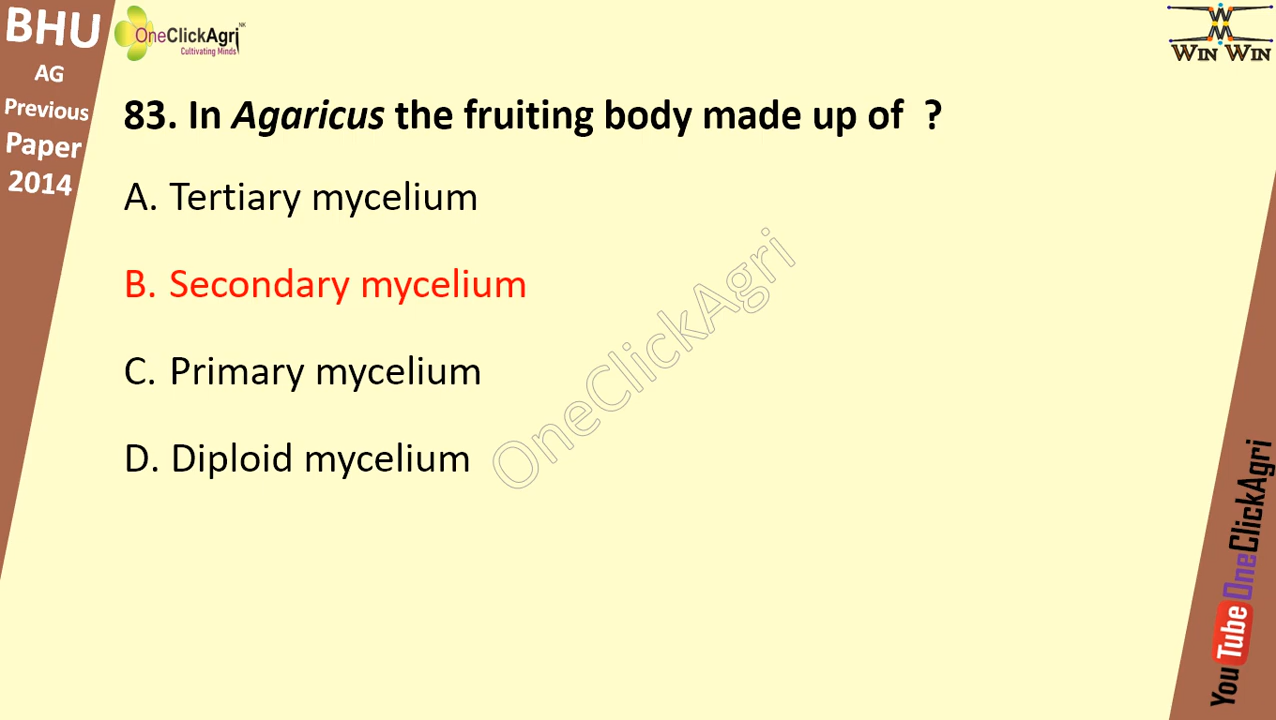 BHU
AG
Previous
Paper
2014
OneClickAgri NK
Cultivating Minds
WIN WIN
83. In Agaricus the fruiting body made up of ?
A. Tertiary mycelium
B. Secondary mycelium
C. Primary mycelium
D. Diploid mycelium
OneClickAgri
YouTube OneClickAgri